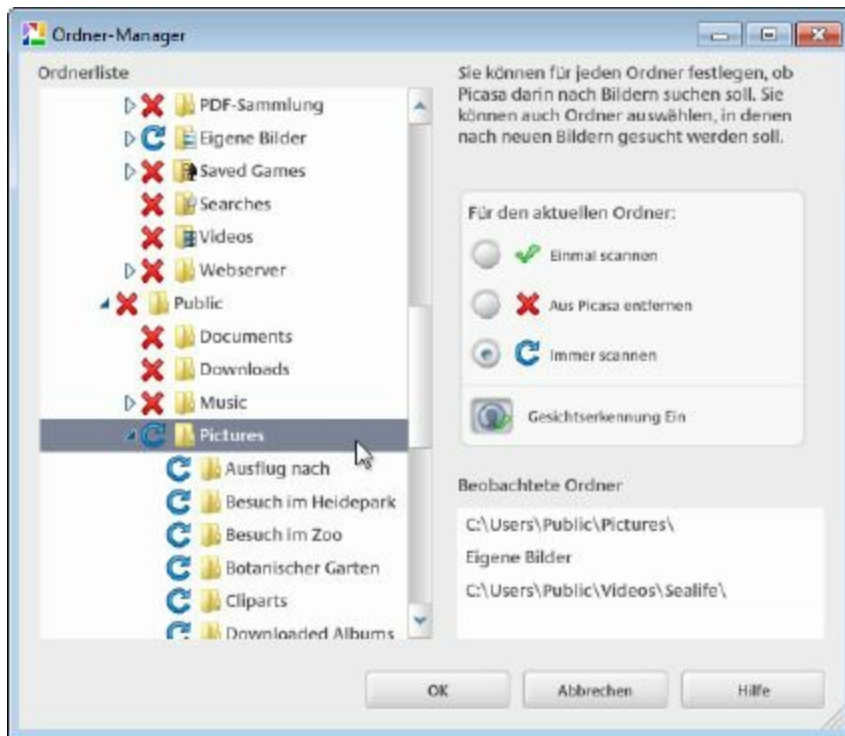 Ordner-Manager
Ordnerliste
PDF-Sammlung
Eigene Bilder
Saved Games
Searches
Videos
Webserver
Public
Documents
Downloads
Music
Pictures
Ausflug nach
Besuch im Heidepark
Besuch im Zoo
Botanischer Garten
Cliparts
Downloaded Albums
Sie können für jeden Ordner festlegen, ob
Picasa darin nach Bildern suchen soll. Sie
können auch Ordner auswählen, in denen
nach neuen Bildern gesucht werden soll.
Für den aktuellen Ordner:
Einmal scannen
Aus Picasa entfernen
Immer scannen
Gesichtserkennung Ein
Beobachtete Ordner
C:\Users\Public\Pictures\
Eigene Bilder
C:\Users\Public\Videos\Sealife\
OK
Abbrechen
Hilfe